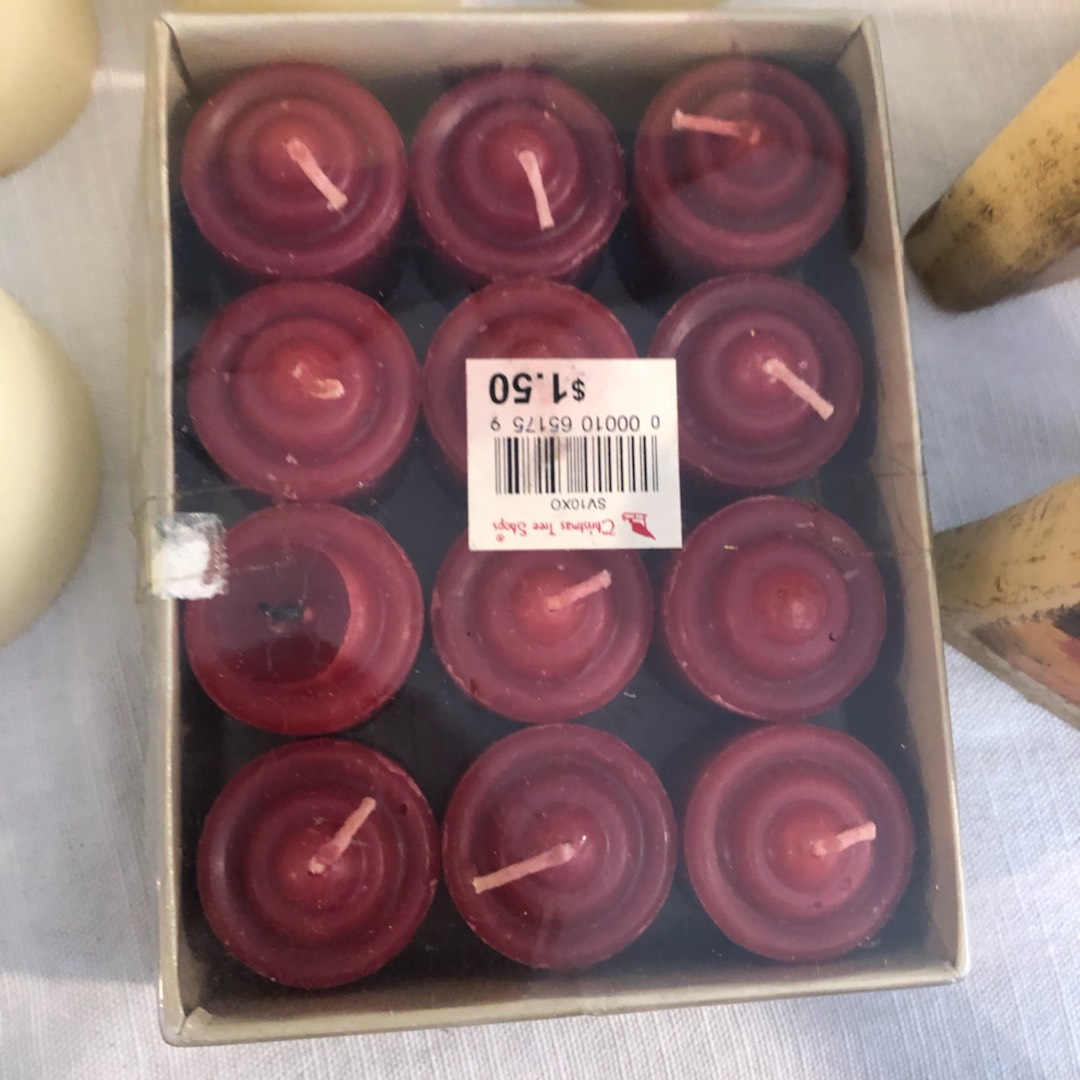 Christmas Tree Shops®
SV10XO
0 00010 65175 9
$1.50